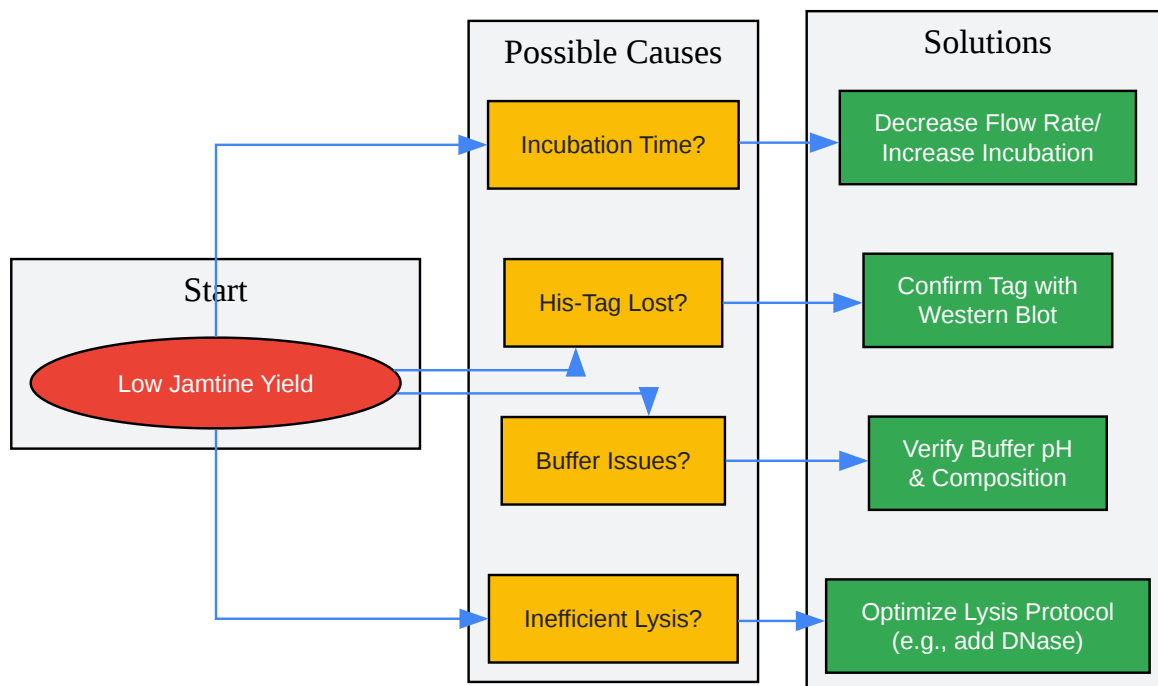 Start
Low Jamtine Yield
Possible Causes
Incubation Time?
His-Tag Lost?
Buffer Issues?
Inefficient Lysis?
Solutions
Decrease Flow Rate/
Increase Incubation
Confirm Tag with
Western Blot
Verify Buffer pH
& Composition
Optimize Lysis Protocol
(e.g., add DNase)